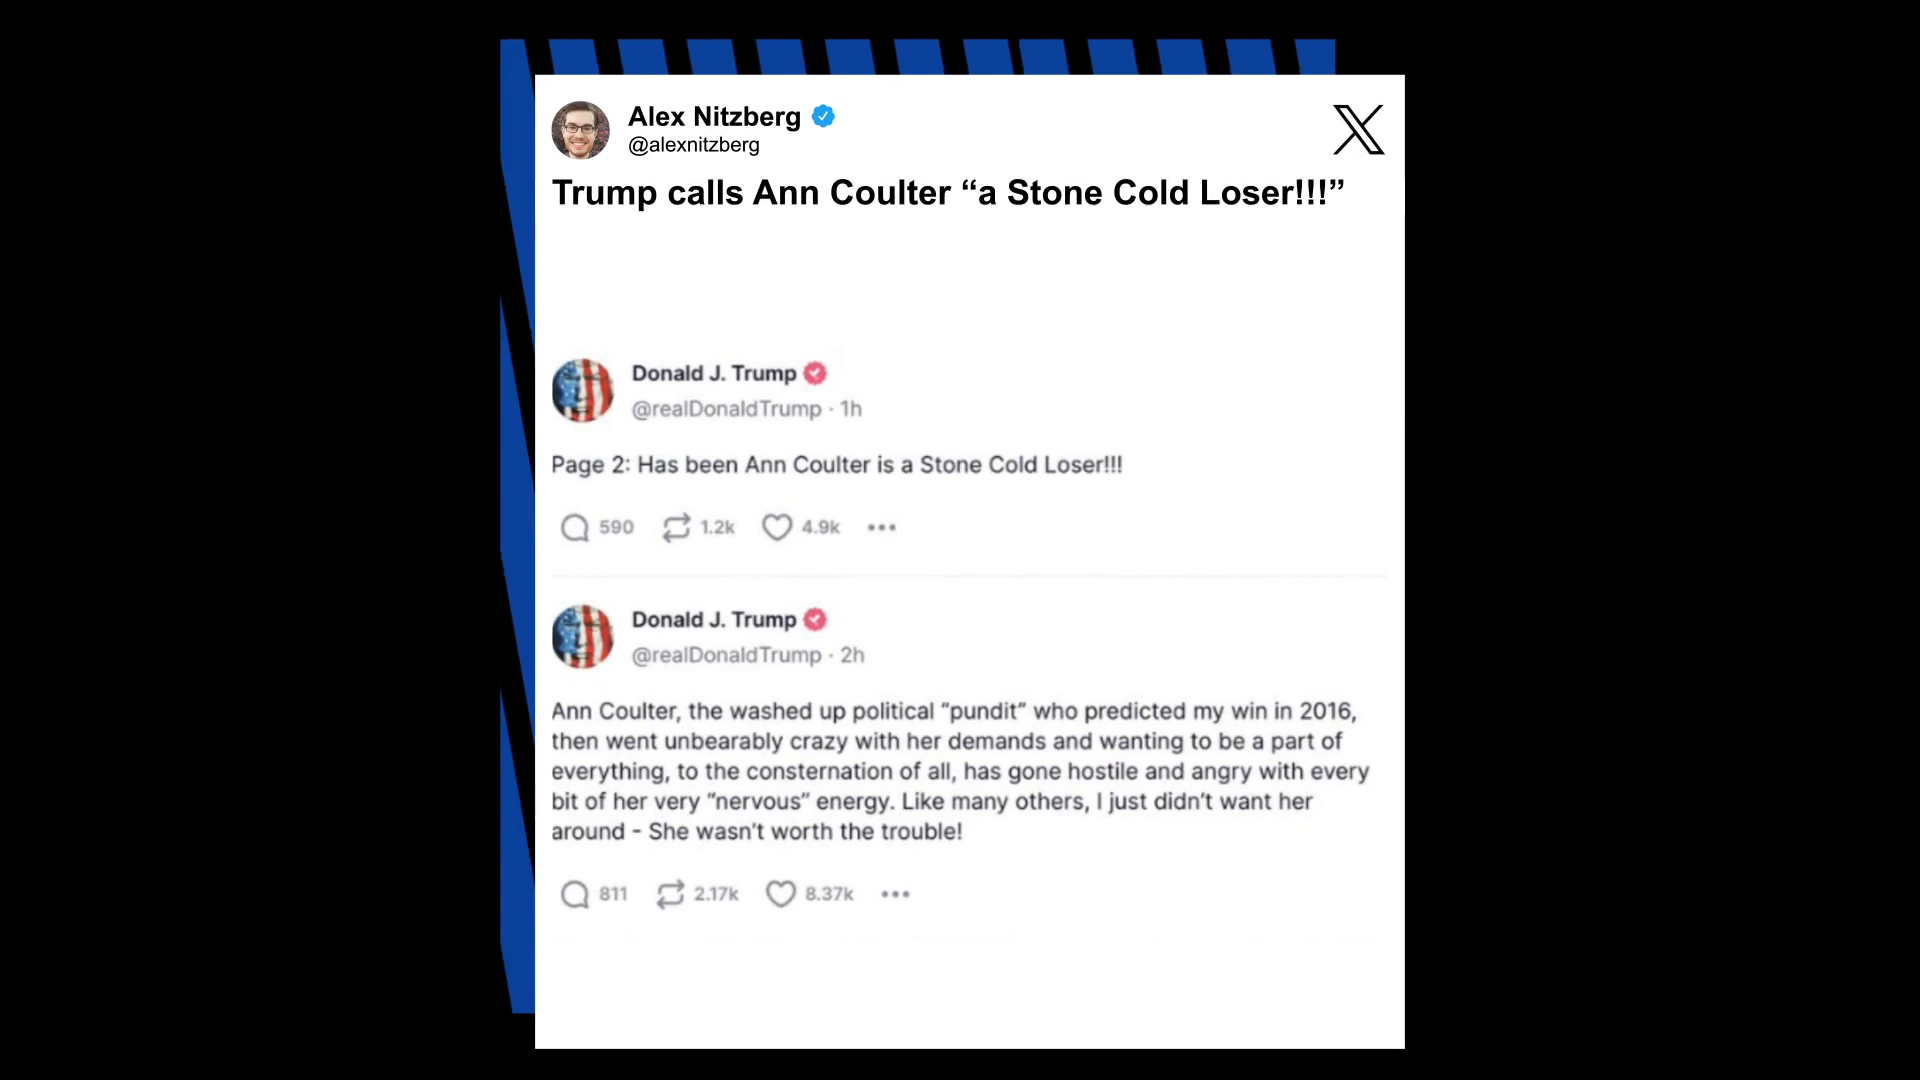 Alex Nitzberg
@alexnitzberg
Trump calls Ann Coulter “a Stone Cold Loser!!!”
Donald J. Trump
@realDonaldTrump · 1h
Page 2: Has been Ann Coulter is a Stone Cold Loser!!!
590 1.2k 4.9k
Donald J. Trump
@realDonaldTrump · 2h
Ann Coulter, the washed up political “pundit” who predicted my win in 2016,
then went unbearably crazy with her demands and wanting to be a part of
everything, to the consternation of all, has gone hostile and angry with every
bit of her very “nervous” energy. Like many others, I just didn’t want her
around - She wasn’t worth the trouble!
811 2.17k 8.37k